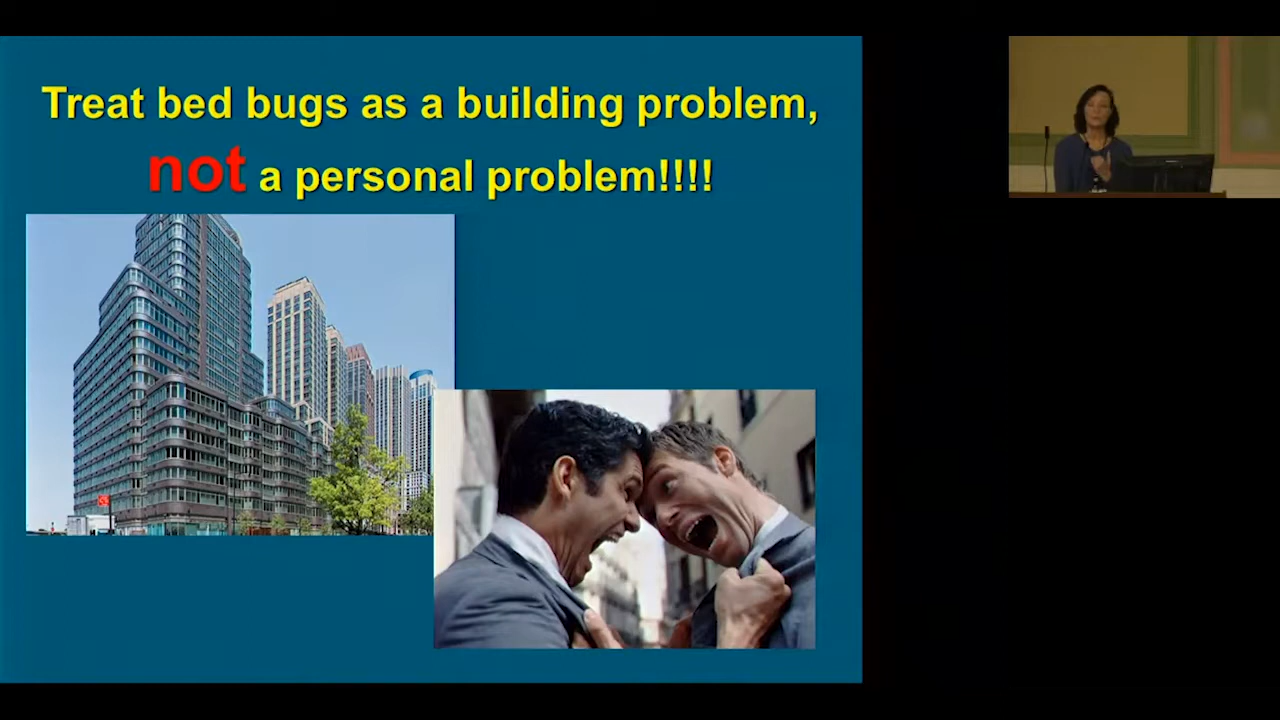 Treat bed bugs as a building problem,
not a personal problem!!!!